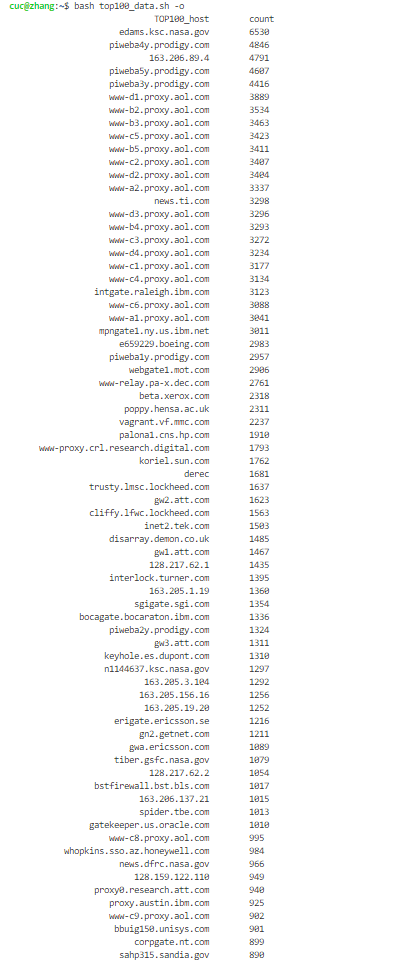 cuc@zhang:~$ bash top100_data.sh -o
TOP100_host count
edams.ksc.nasa.gov 6530
piweba4y.prodigy.com 4846
163.206.89.4 4791
piweba5y.prodigy.com 4607
piweba3y.prodigy.com 4416
www-d1.proxy.aol.com 3889
www-b2.proxy.aol.com 3534
www-b3.proxy.aol.com 3463
www-c5.proxy.aol.com 3423
www-b5.proxy.aol.com 3411
www-c2.proxy.aol.com 3407
www-d2.proxy.aol.com 3404
www-a2.proxy.aol.com 3337
news.ti.com 3298
www-d3.proxy.aol.com 3296
www-b4.proxy.aol.com 3293
www-c3.proxy.aol.com 3272
www-d4.proxy.aol.com 3234
www-c1.proxy.aol.com 3177
www-c4.proxy.aol.com 3134
intgate.raleigh.ibm.com 3123
www-c6.proxy.aol.com 3088
www-a1.proxy.aol.com 3041
mpngate1.ny.us.ibm.net 3011
e659229.boeing.com 2983
piweba1y.prodigy.com 2957
webgate1.mot.com 2906
www-relay.pa-x.dec.com 2761
beta.xerox.com 2318
poppy.hensa.ac.uk 2311
vagrant.vf.mmc.com 2237
palona1.cns.hp.com 1910
www-proxy.crl.research.digital.com 1793
koriel.sun.com 1762
derec 1681
trusty.lmsc.lockheed.com 1637
gw2.att.com 1623
cliffy.lfwc.lockheed.com 1563
inet2.tek.com 1503
disarray.demon.co.uk 1485
gw1.att.com 1467
128.217.62.1 1435
interlock.turner.com 1395
163.205.1.19 1360
sgigate.sgi.com 1354
bocagate.bocaraton.ibm.com 1336
piweba2y.prodigy.com 1324
gw3.att.com 1311
keyhole.es.dupont.com 1310
n1144637.ksc.nasa.gov 1297
163.205.3.104 1292
163.205.156.16 1256
163.205.19.20 1252
erigate.ericsson.se 1216
gn2.getnet.com 1211
gwa.ericsson.com 1089
tiber.gsfc.nasa.gov 1079
128.217.62.2 1054
bstfirewall.bst.bls.com 1017
163.206.137.21 1015
spider.tbe.com 1013
gatekeeper.us.oracle.com 1010
www-c8.proxy.aol.com 995
whopkins.sso.az.honeywell.com 984
news.dfrc.nasa.gov 966
128.159.122.110 949
proxy0.research.att.com 940
proxy.austin.ibm.com 925
www-c9.proxy.aol.com 902
bbuig150.unisys.com 901
corpgate.nt.com 899
sahp315.sandia.gov 890